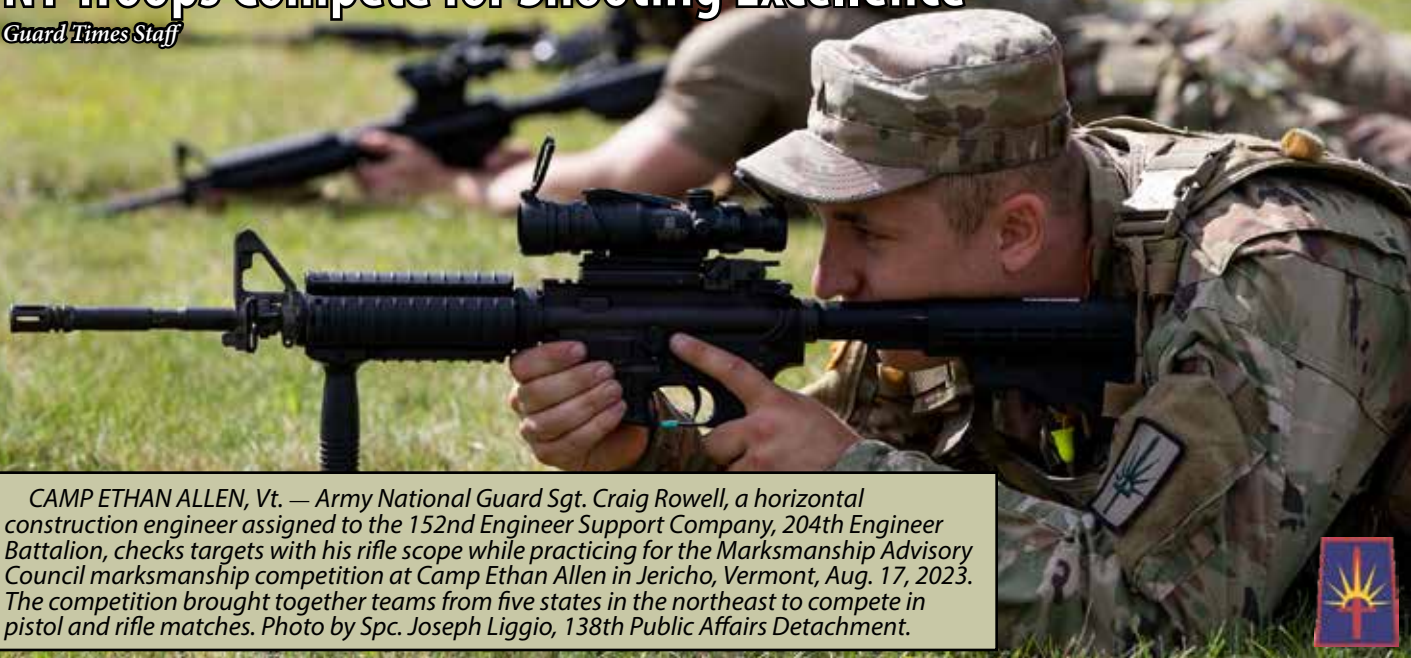 NY Troops Compete for Shooting Excellence
Guard Times Staff
CAMP ETHAN ALLEN, Vt. — Army National Guard Sgt. Craig Rowell, a horizontal
construction engineer assigned to the 152nd Engineer Support Company, 204th Engineer
Battalion, checks targets with his rifle scope while practicing for the Marksmanship Advisory
Council marksmanship competition at Camp Ethan Allen in Jericho, Vermont, Aug. 17, 2023.
The competition brought together teams from five states in the northeast to compete in
pistol and rifle matches. Photo by Spc. Joseph Liggio, 138th Public Affairs Detachment.